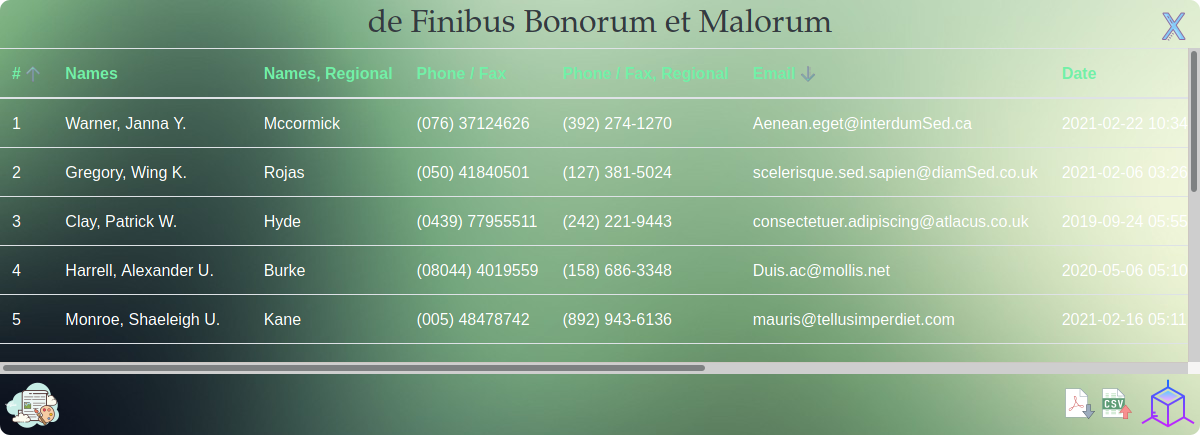 de Finibus Bonorum et Malorum
# Names Names, Regional Phone / Fax Phone / Fax, Regional Email Date
1 Warner, Janna Y. Mccormick (076) 37124626 (392) 274-1270 Aenean.eget@interdumSed.ca 2021-02-22 10:34
2 Gregory, Wing K. Rojas (050) 41840501 (127) 381-5024 scelerisque.sed.sapien@diamSed.co.uk 2021-02-06 03:26
3 Clay, Patrick W. Hyde (0439) 77955511 (242) 221-9443 consectetuer.adipiscing@atlacus.co.uk 2019-09-24 05:55
4 Harrell, Alexander U. Burke (08044) 4019559 (158) 686-3348 Duis.ac@mollis.net 2020-05-06 05:10
5 Monroe, Shaeleigh U. Kane (005) 48478742 (892) 943-6136 mauris@tellusimperdiet.com 2021-02-16 05:11
CSV